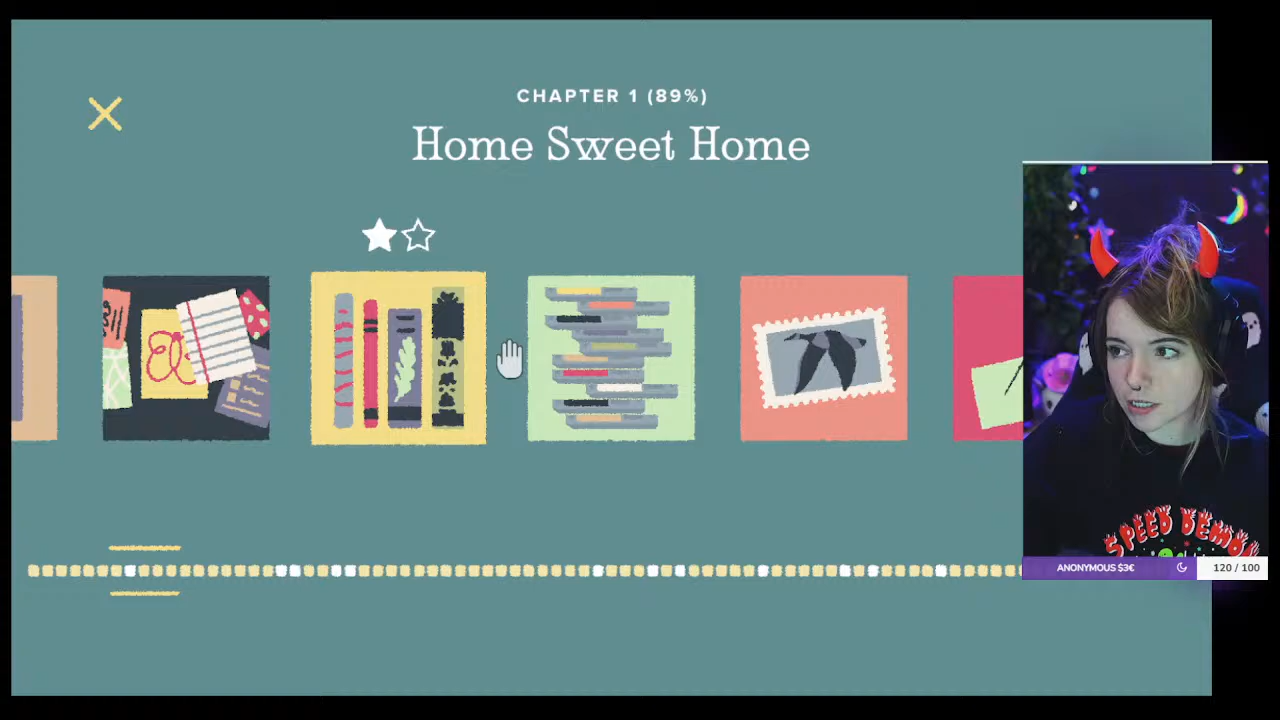 CHAPTER 1 (89%)
Home Sweet Home
SPEED DEMON
ANONYMOUS $3€
120 / 100